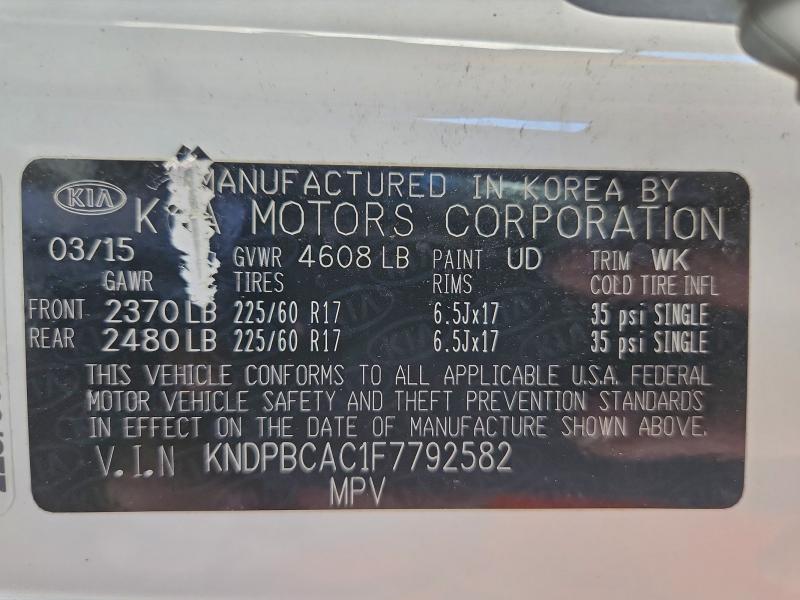 KIA
MANUFACTURED IN KOREA BY
KIA MOTORS CORPORATION
03/15 GVWR 4608 LB PAINT UD TRIM WK
GAWR TIRES RIMS COLD TIRE INFL
FRONT 2370 LB 225/60 R17 6.5Jx17 35 psi SINGLE
REAR 2480 LB 225/60 R17 6.5Jx17 35 psi SINGLE
THIS VEHICLE CONFORMS TO ALL APPLICABLE U.S.A. FEDERAL
MOTOR VEHICLE SAFETY AND THEFT PREVENTION STANDARDS
IN EFFECT ON THE DATE OF MANUFACTURE SHOWN ABOVE.
V.I.N KNDPBCAC1F7792582
MPV